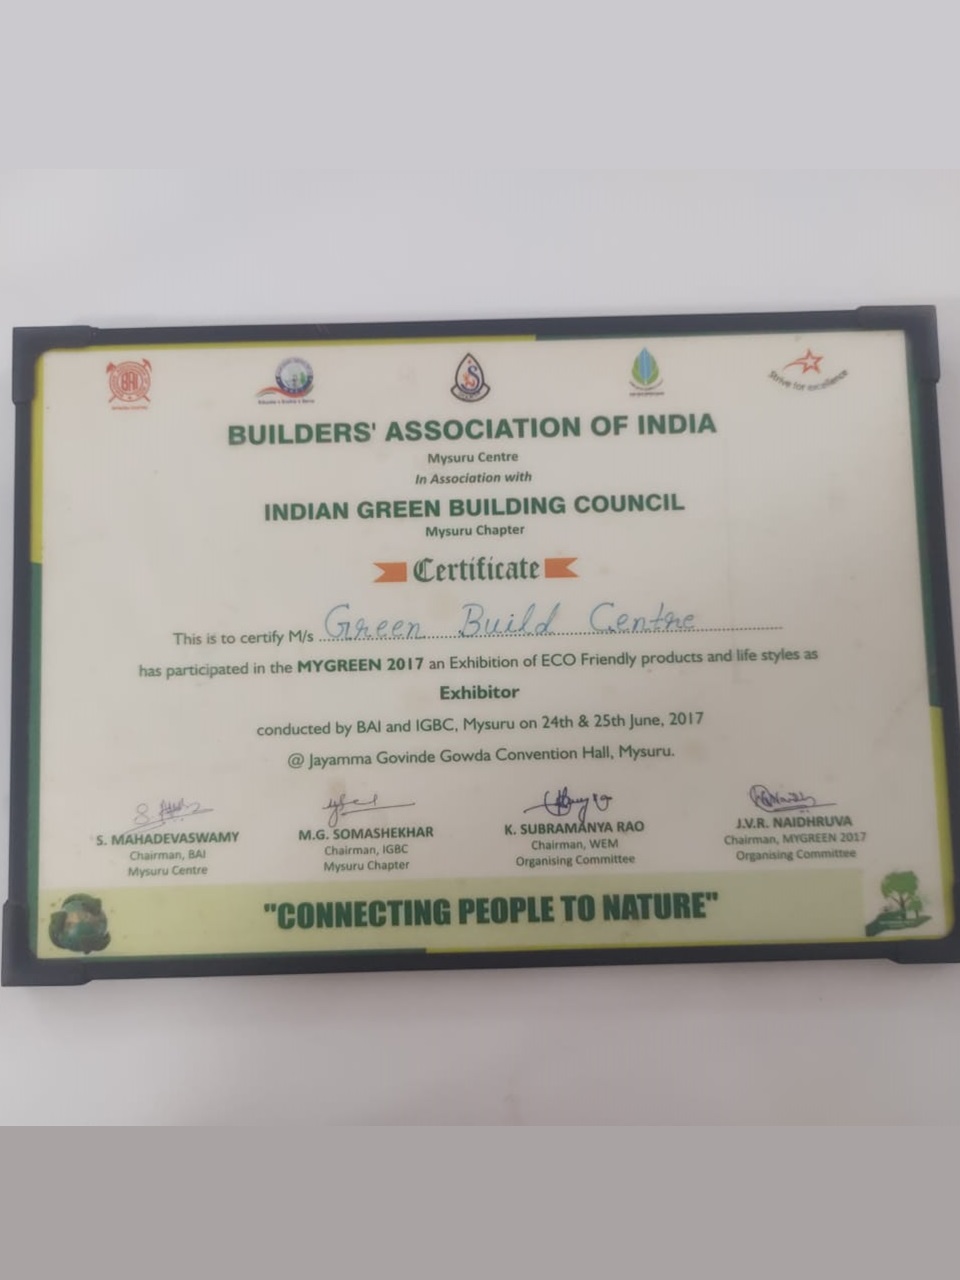 BAI
Strive for excellence
BUILDERS' ASSOCIATION OF INDIA
Mysuru Centre
In Association with
INDIAN GREEN BUILDING COUNCIL
Mysuru Chapter
Certificate
This is to certify M/s Green Build Centre
has participated in the MYGREEN 2017 an Exhibition of ECO Friendly products and life styles as
Exhibitor
conducted by BAI and IGBC, Mysuru on 24th & 25th June, 2017
@ Jayamma Govinde Gowda Convention Hall, Mysuru.
S. MAHADEVASWAMY
Chairman, BAI
Mysuru Centre
M.G. SOMASHEKHAR
Chairman, IGBC
Mysuru Chapter
K. SUBRAMANYA RAO
Chairman, WEM
Organising Committee
J.V.R. NAIDHRUVA
Chairman, MYGREEN 2017
Organising Committee
"CONNECTING PEOPLE TO NATURE"